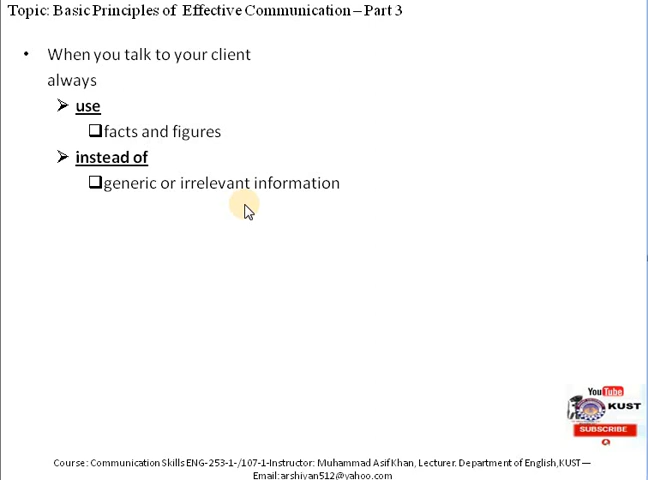 Topic: Basic Principles of Effective Communication – Part 3
• When you talk to your client
always
➢ use
❑facts and figures
➢ instead of
❑generic or irrelevant information
YouTube
KUST
SUBSCRIBE
Course: Communication Skills ENG-253-1-/107-1-Instructor: Muhammad Asif Khan, Lecturer. Department of English,KUST—
Email:arshiyan512@yahoo.com